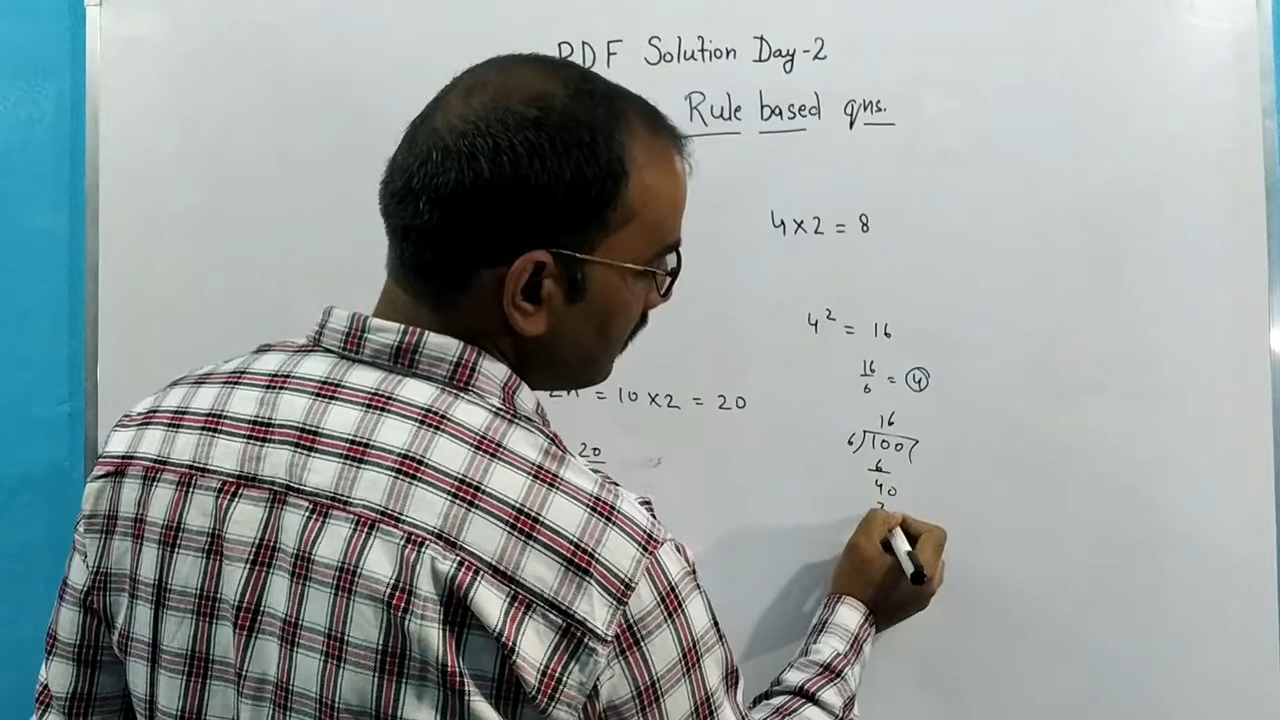 PDF Solution Day-2
Rule based qns.
4 × 2 = 8
4² = 16
16/6 = 4
= 10 × 2 = 20
20
16
6)100(
6
40
3